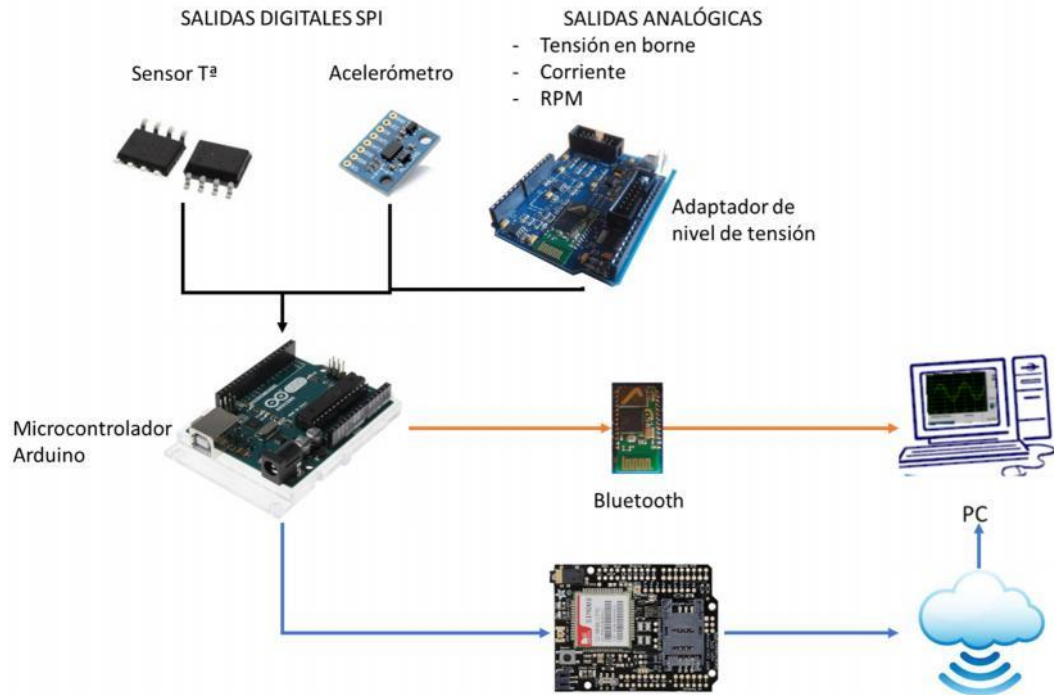 SALIDAS DIGITALES SPI
SALIDAS ANALÓGICAS
- Tensión en borne
- Corriente
- RPM
Sensor Tª
Acelerómetro
Adaptador de
nivel de tensión
Microcontrolador
Arduino
Bluetooth
PC